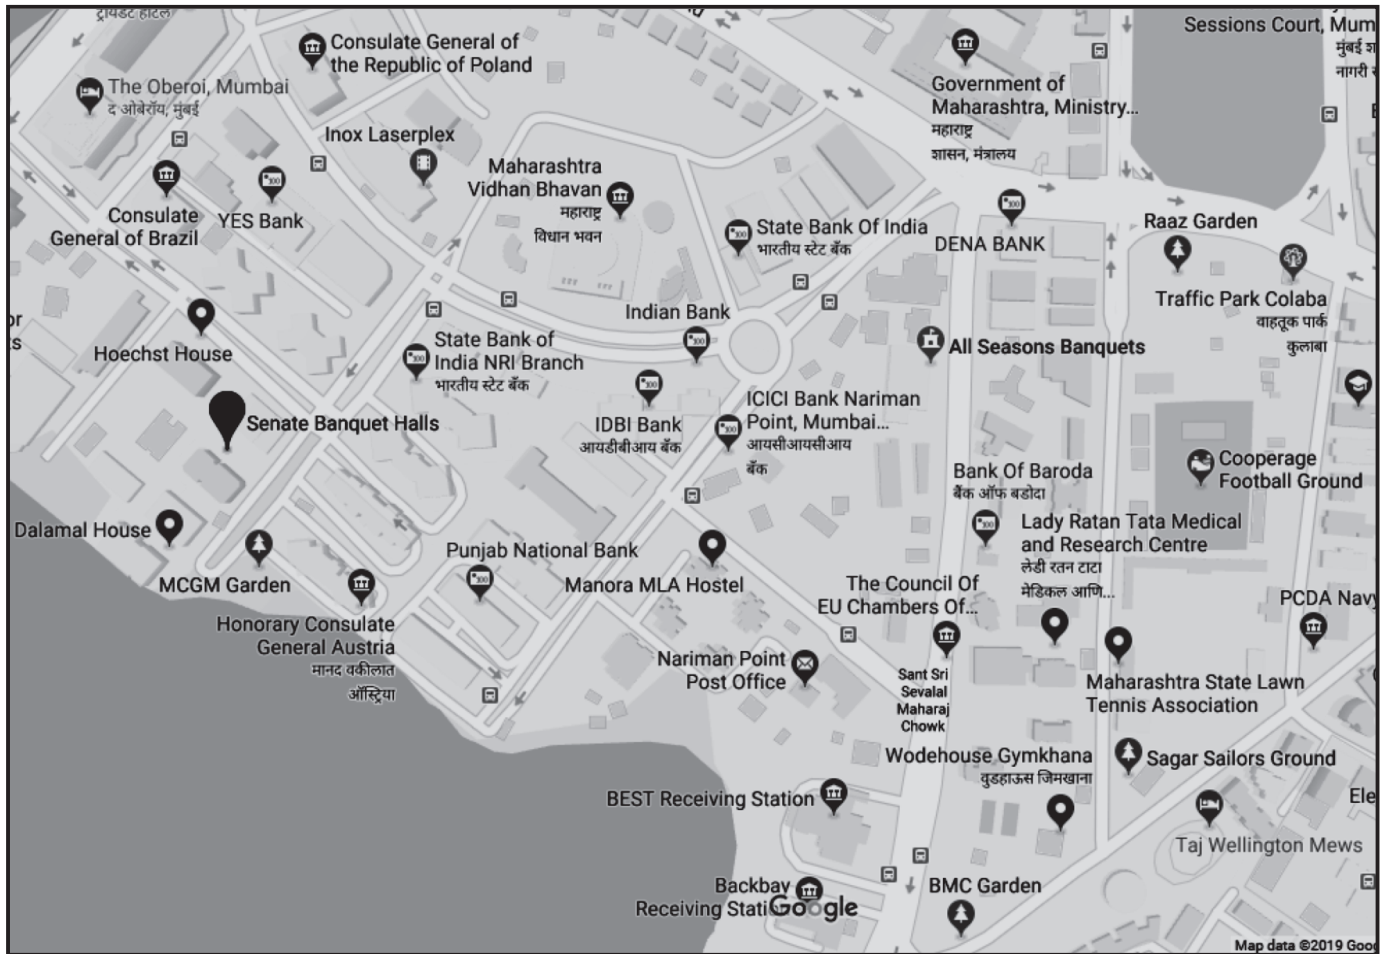 ट्रायडंट हॉटेल
Sessions Court, Mum
मुंबई श
नागरी स
Consulate General of
the Republic of Poland
The Oberoi, Mumbai
द ओबेरॉय, मुंबई
Government of
Maharashtra, Ministry...
महाराष्ट्र
शासन, मंत्रालय
Inox Laserplex
Maharashtra
Vidhan Bhavan
महाराष्ट्र
विधान भवन
Consulate
General of Brazil
YES Bank
State Bank Of India
भारतीय स्टेट बँक
DENA BANK
Raaz Garden
Traffic Park Colaba
वाहतूक पार्क
कुलाबा
or
ts
Hoechst House
Indian Bank
State Bank of
India NRI Branch
भारतीय स्टेट बँक
All Seasons Banquets
Senate Banquet Halls
IDBI Bank
आयडीबीआय बँक
ICICI Bank Nariman
Point, Mumbai...
आयसीआयसीआय
बँक
Bank Of Baroda
बैंक ऑफ बडोदा
Cooperage
Football Ground
Dalamal House
MCGM Garden
Punjab National Bank
Manora MLA Hostel
Lady Ratan Tata Medical
and Research Centre
लेडी रतन टाटा
मेडिकल आणि...
The Council Of
EU Chambers Of...
PCDA Navy
Honorary Consulate
General Austria
मानद वकीलात
ऑस्ट्रिया
Nariman Point
Post Office
Sant Sri
Sevalal
Maharaj
Chowk
Maharashtra State Lawn
Tennis Association
Wodehouse Gymkhana
वुडहाऊस जिमखाना
Sagar Sailors Ground
BEST Receiving Station
Ele
Taj Wellington Mews
Backbay
Receiving Stati
Google
BMC Garden
Map data ©2019 Goog